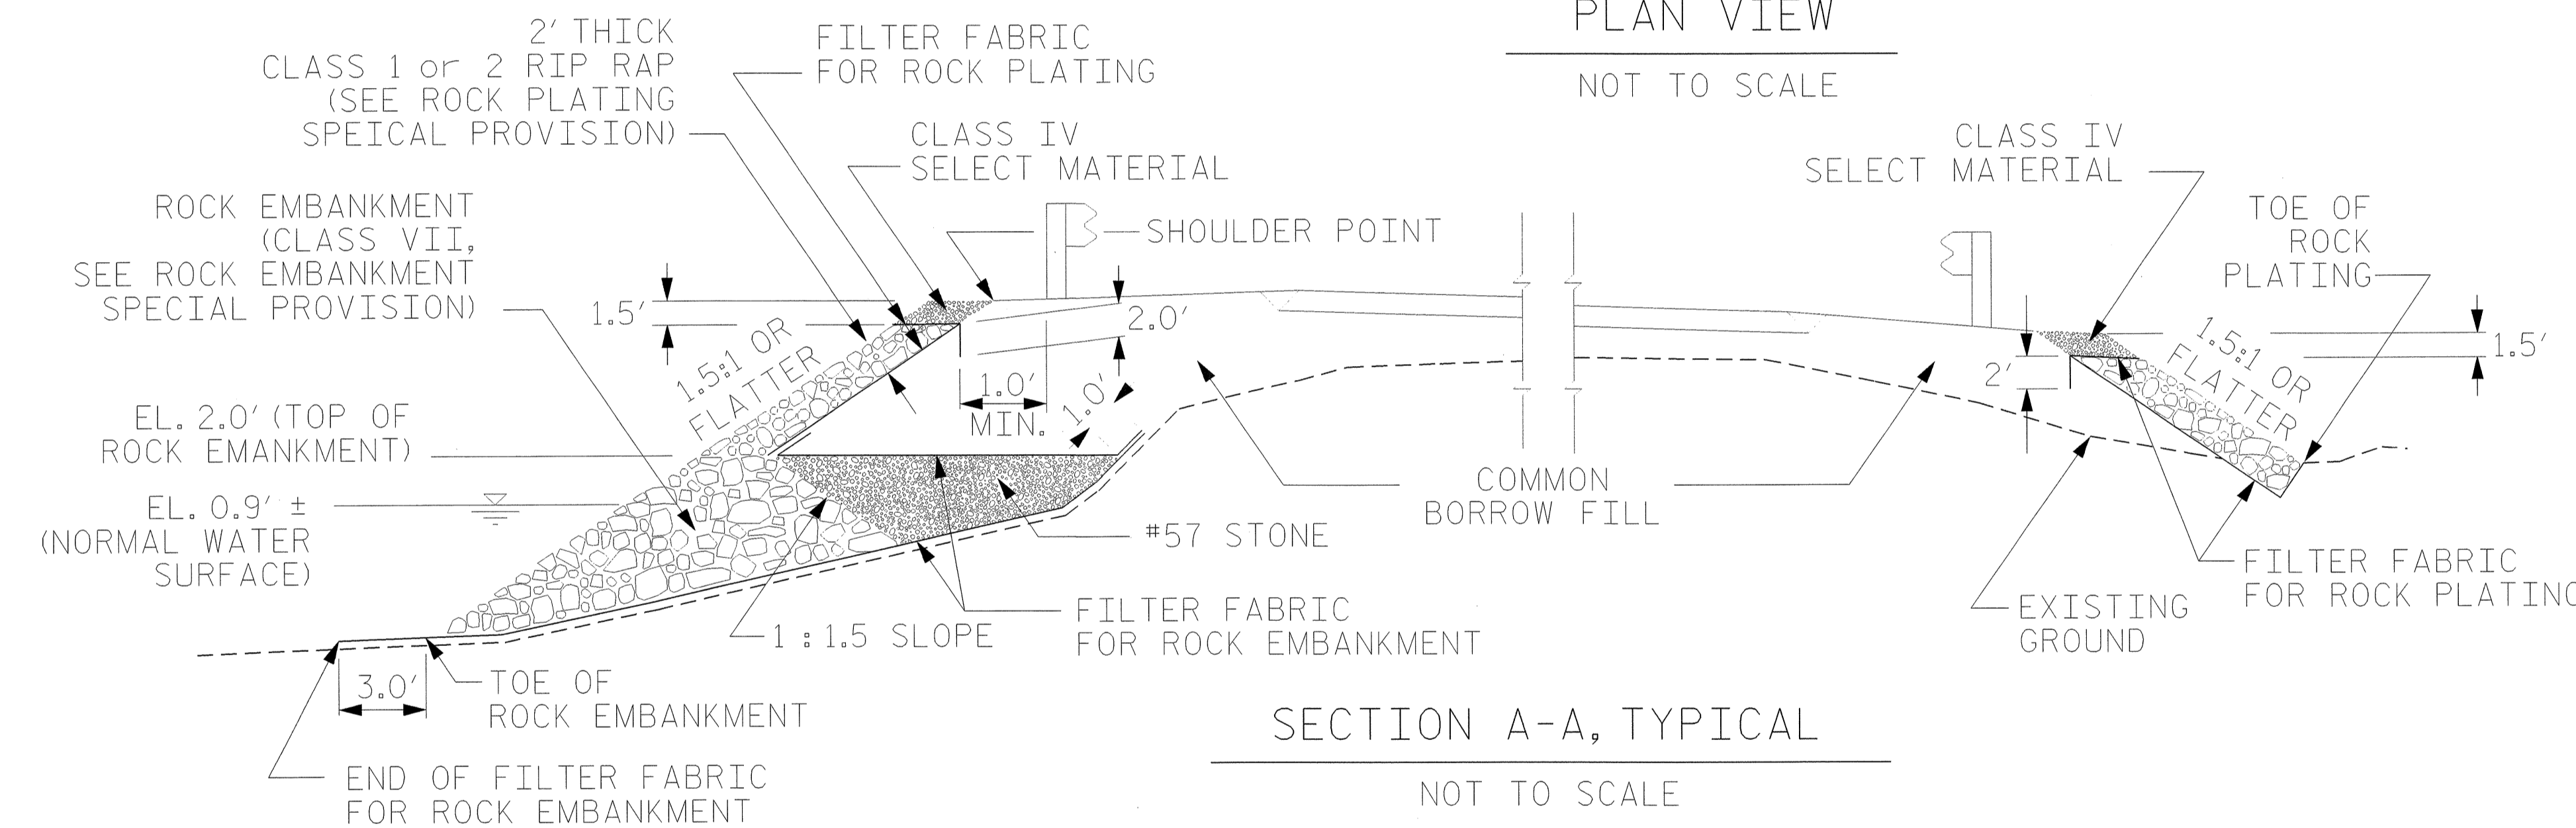 PLAN VIEW
NOT TO SCALE
2' THICK
CLASS 1 or 2 RIP RAP
(SEE ROCK PLATING
SPEICAL PROVISION)
FILTER FABRIC
FOR ROCK PLATING
CLASS IV
SELECT MATERIAL
CLASS IV
SELECT MATERIAL
ROCK EMBANKMENT
(CLASS VII,
SEE ROCK EMBANKMENT
SPECIAL PROVISION)
SHOULDER POINT
TOE OF
ROCK
PLATING
1.5'
2.0'
1.5:1 OR
FLATTER
1.0'
MIN.
1.0'
2'
1.5:1 OR
FLATTER
1.5'
EL. 2.0' (TOP OF
ROCK EMANKMENT)
EL. 0.9' ±
(NORMAL WATER
SURFACE)
COMMON
BORROW FILL
#57 STONE
FILTER FABRIC
FOR ROCK PLATING
EXISTING
GROUND
FILTER FABRIC
FOR ROCK EMBANKMENT
1 : 1.5 SLOPE
3.0'
TOE OF
ROCK EMBANKMENT
END OF FILTER FABRIC
FOR ROCK EMBANKMENT
SECTION A-A, TYPICAL
NOT TO SCALE